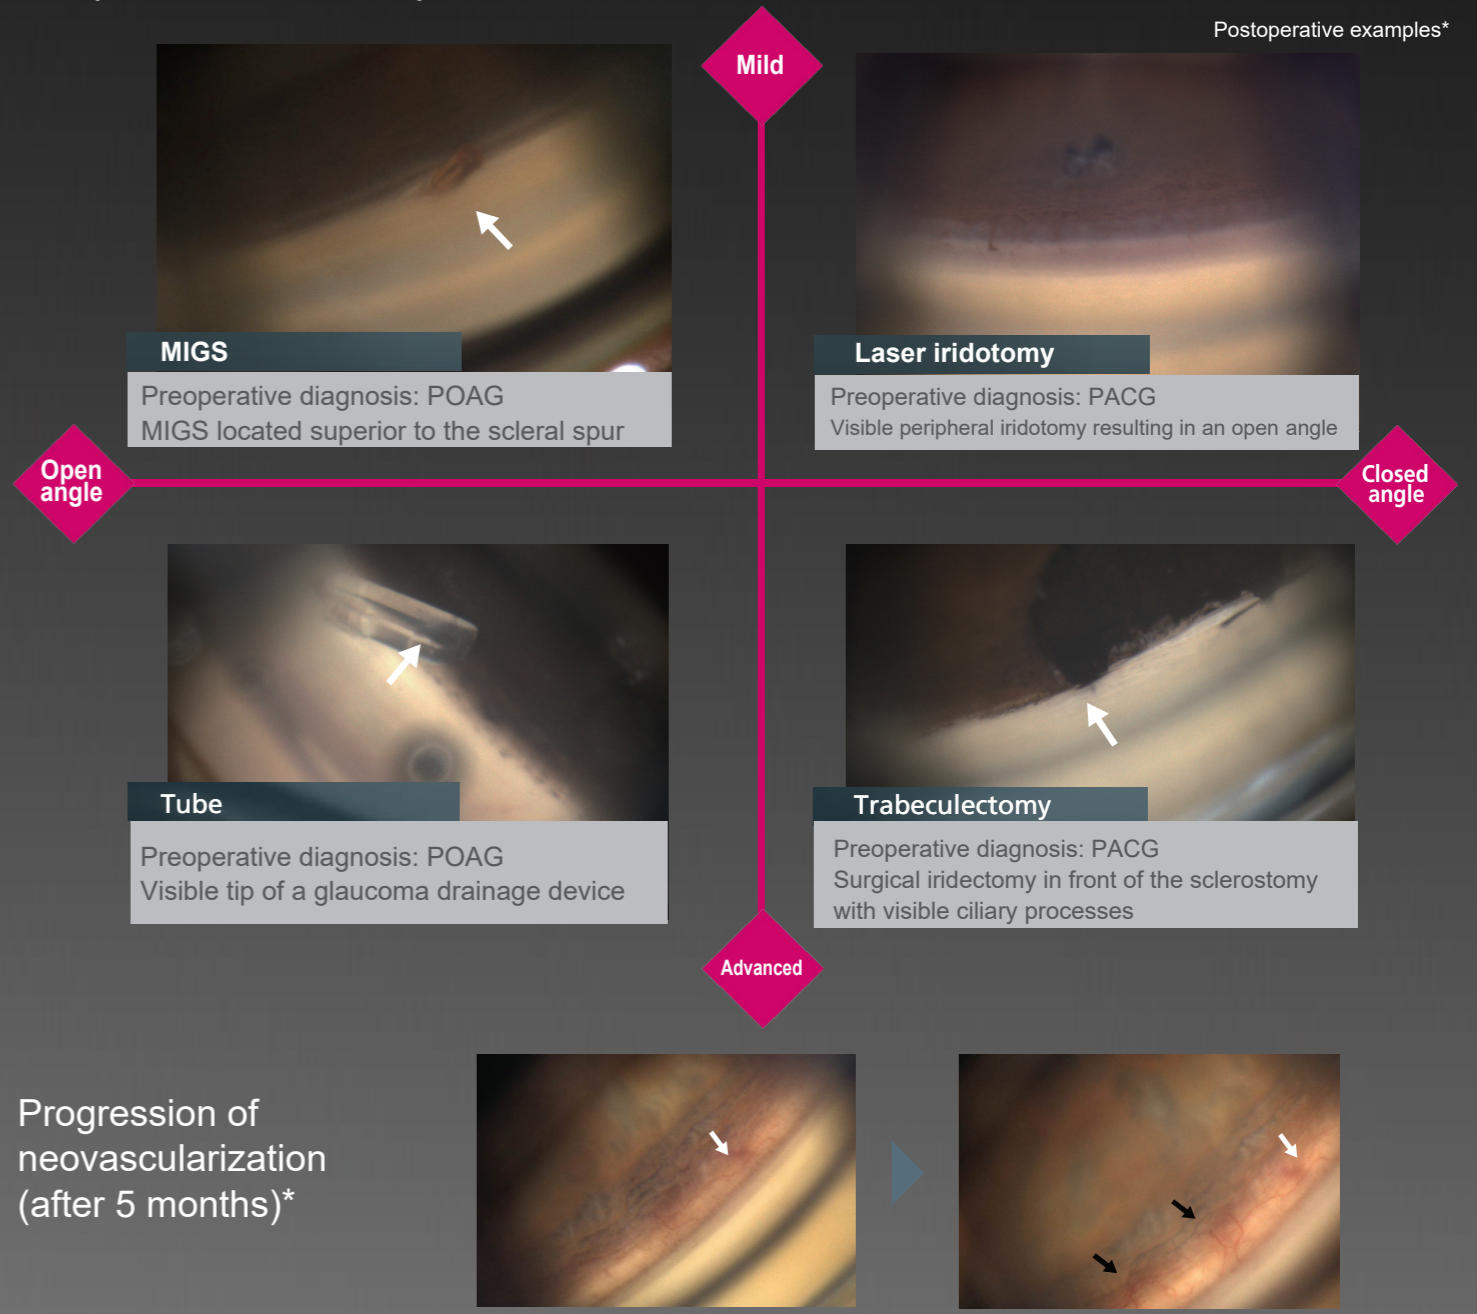 Postoperative examples*
Mild
MIGS
Preoperative diagnosis: POAG
MIGS located superior to the scleral spur
Laser iridotomy
Preoperative diagnosis: PACG
Visible peripheral iridotomy resulting in an open angle
Open
angle
Closed
angle
Tube
Preoperative diagnosis: POAG
Visible tip of a glaucoma drainage device
Trabeculectomy
Preoperative diagnosis: PACG
Surgical iridectomy in front of the sclerostomy
with visible ciliary processes
Advanced
Progression of
neovascularization
(after 5 months)*